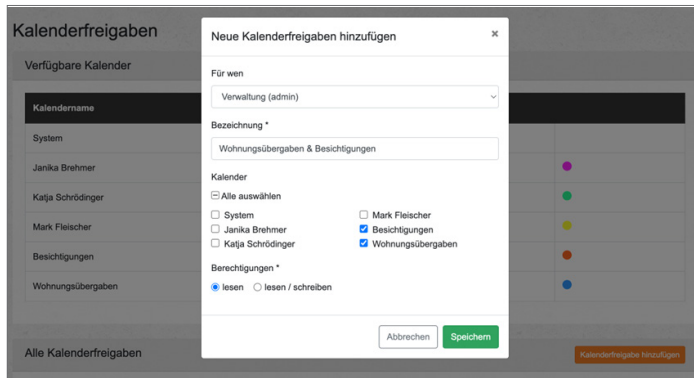 Kalenderfreigaben
Verfügbare Kalender
Kalendername
System
Janika Brehmer
Katja Schrödinger
Mark Fleischer
Besichtigungen
Wohnungsübergaben
Alle Kalenderfreigaben
Kalenderfreigabe hinzufügen
Neue Kalenderfreigaben hinzufügen
×
Für wen
Verwaltung (admin)
Bezeichnung *
Wohnungsübergaben & Besichtigungen
Kalender
Alle auswählen
System
Janika Brehmer
Katja Schrödinger
Mark Fleischer
Besichtigungen
Wohnungsübergaben
Berechtigungen *
lesen lesen / schreiben
Abbrechen Speichern